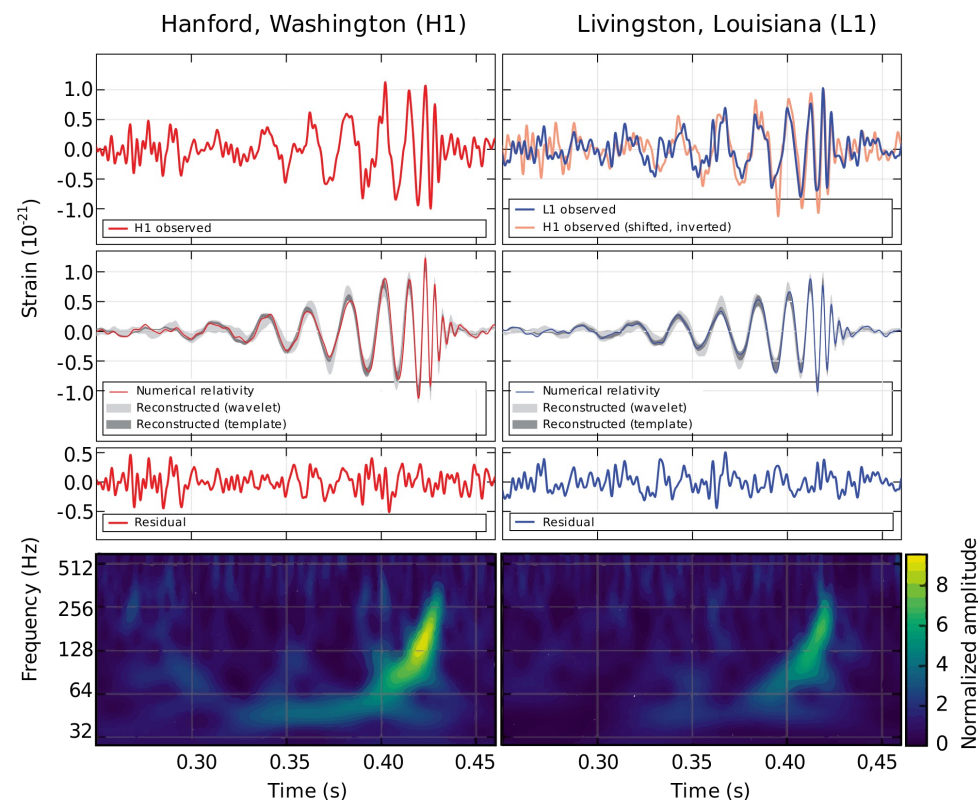 Hanford, Washington (H1)
Livingston, Louisiana (L1)
Strain (10-21)
1.0
0.5
0.0
-0.5
-1.0
H1 observed
L1 observed
H1 observed (shifted, inverted)
1.0
0.5
0.0
-0.5
-1.0
Numerical relativity
Reconstructed (wavelet)
Reconstructed (template)
Numerical relativity
Reconstructed (wavelet)
Reconstructed (template)
0.5
0.0
-0.5
Residual
Residual
Frequency (Hz)
512
256
128
64
32
0.30 0.35 0.40 0.45
Time (s)
0.30 0.35 0.40 0,45
Time (s)
8
6
4
2
0
Normalized amplitude